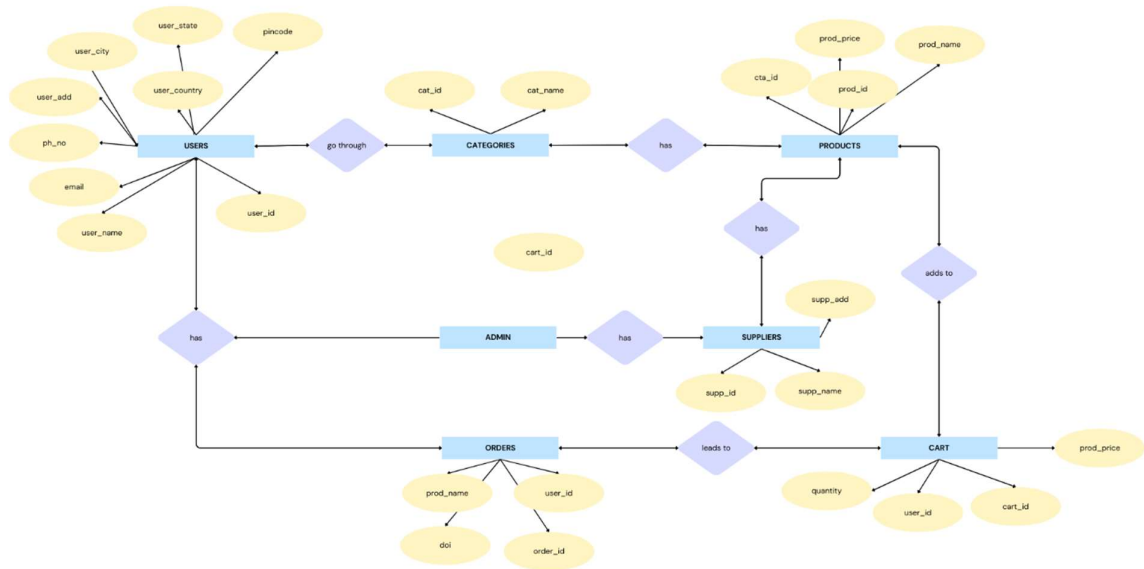 user_state
pincode
user_city
user_country
user_add
ph_no
USERS
email
user_name
user_id
go through
cat_id
cat_name
CATEGORIES
has
prod_price
prod_name
cta_id
prod_id
PRODUCTS
has
adds to
cart_id
supp_add
has
ADMIN
has
SUPPLIERS
supp_id
supp_name
ORDERS
leads to
CART
prod_price
prod_name
user_id
doi
order_id
quantity
user_id
cart_id